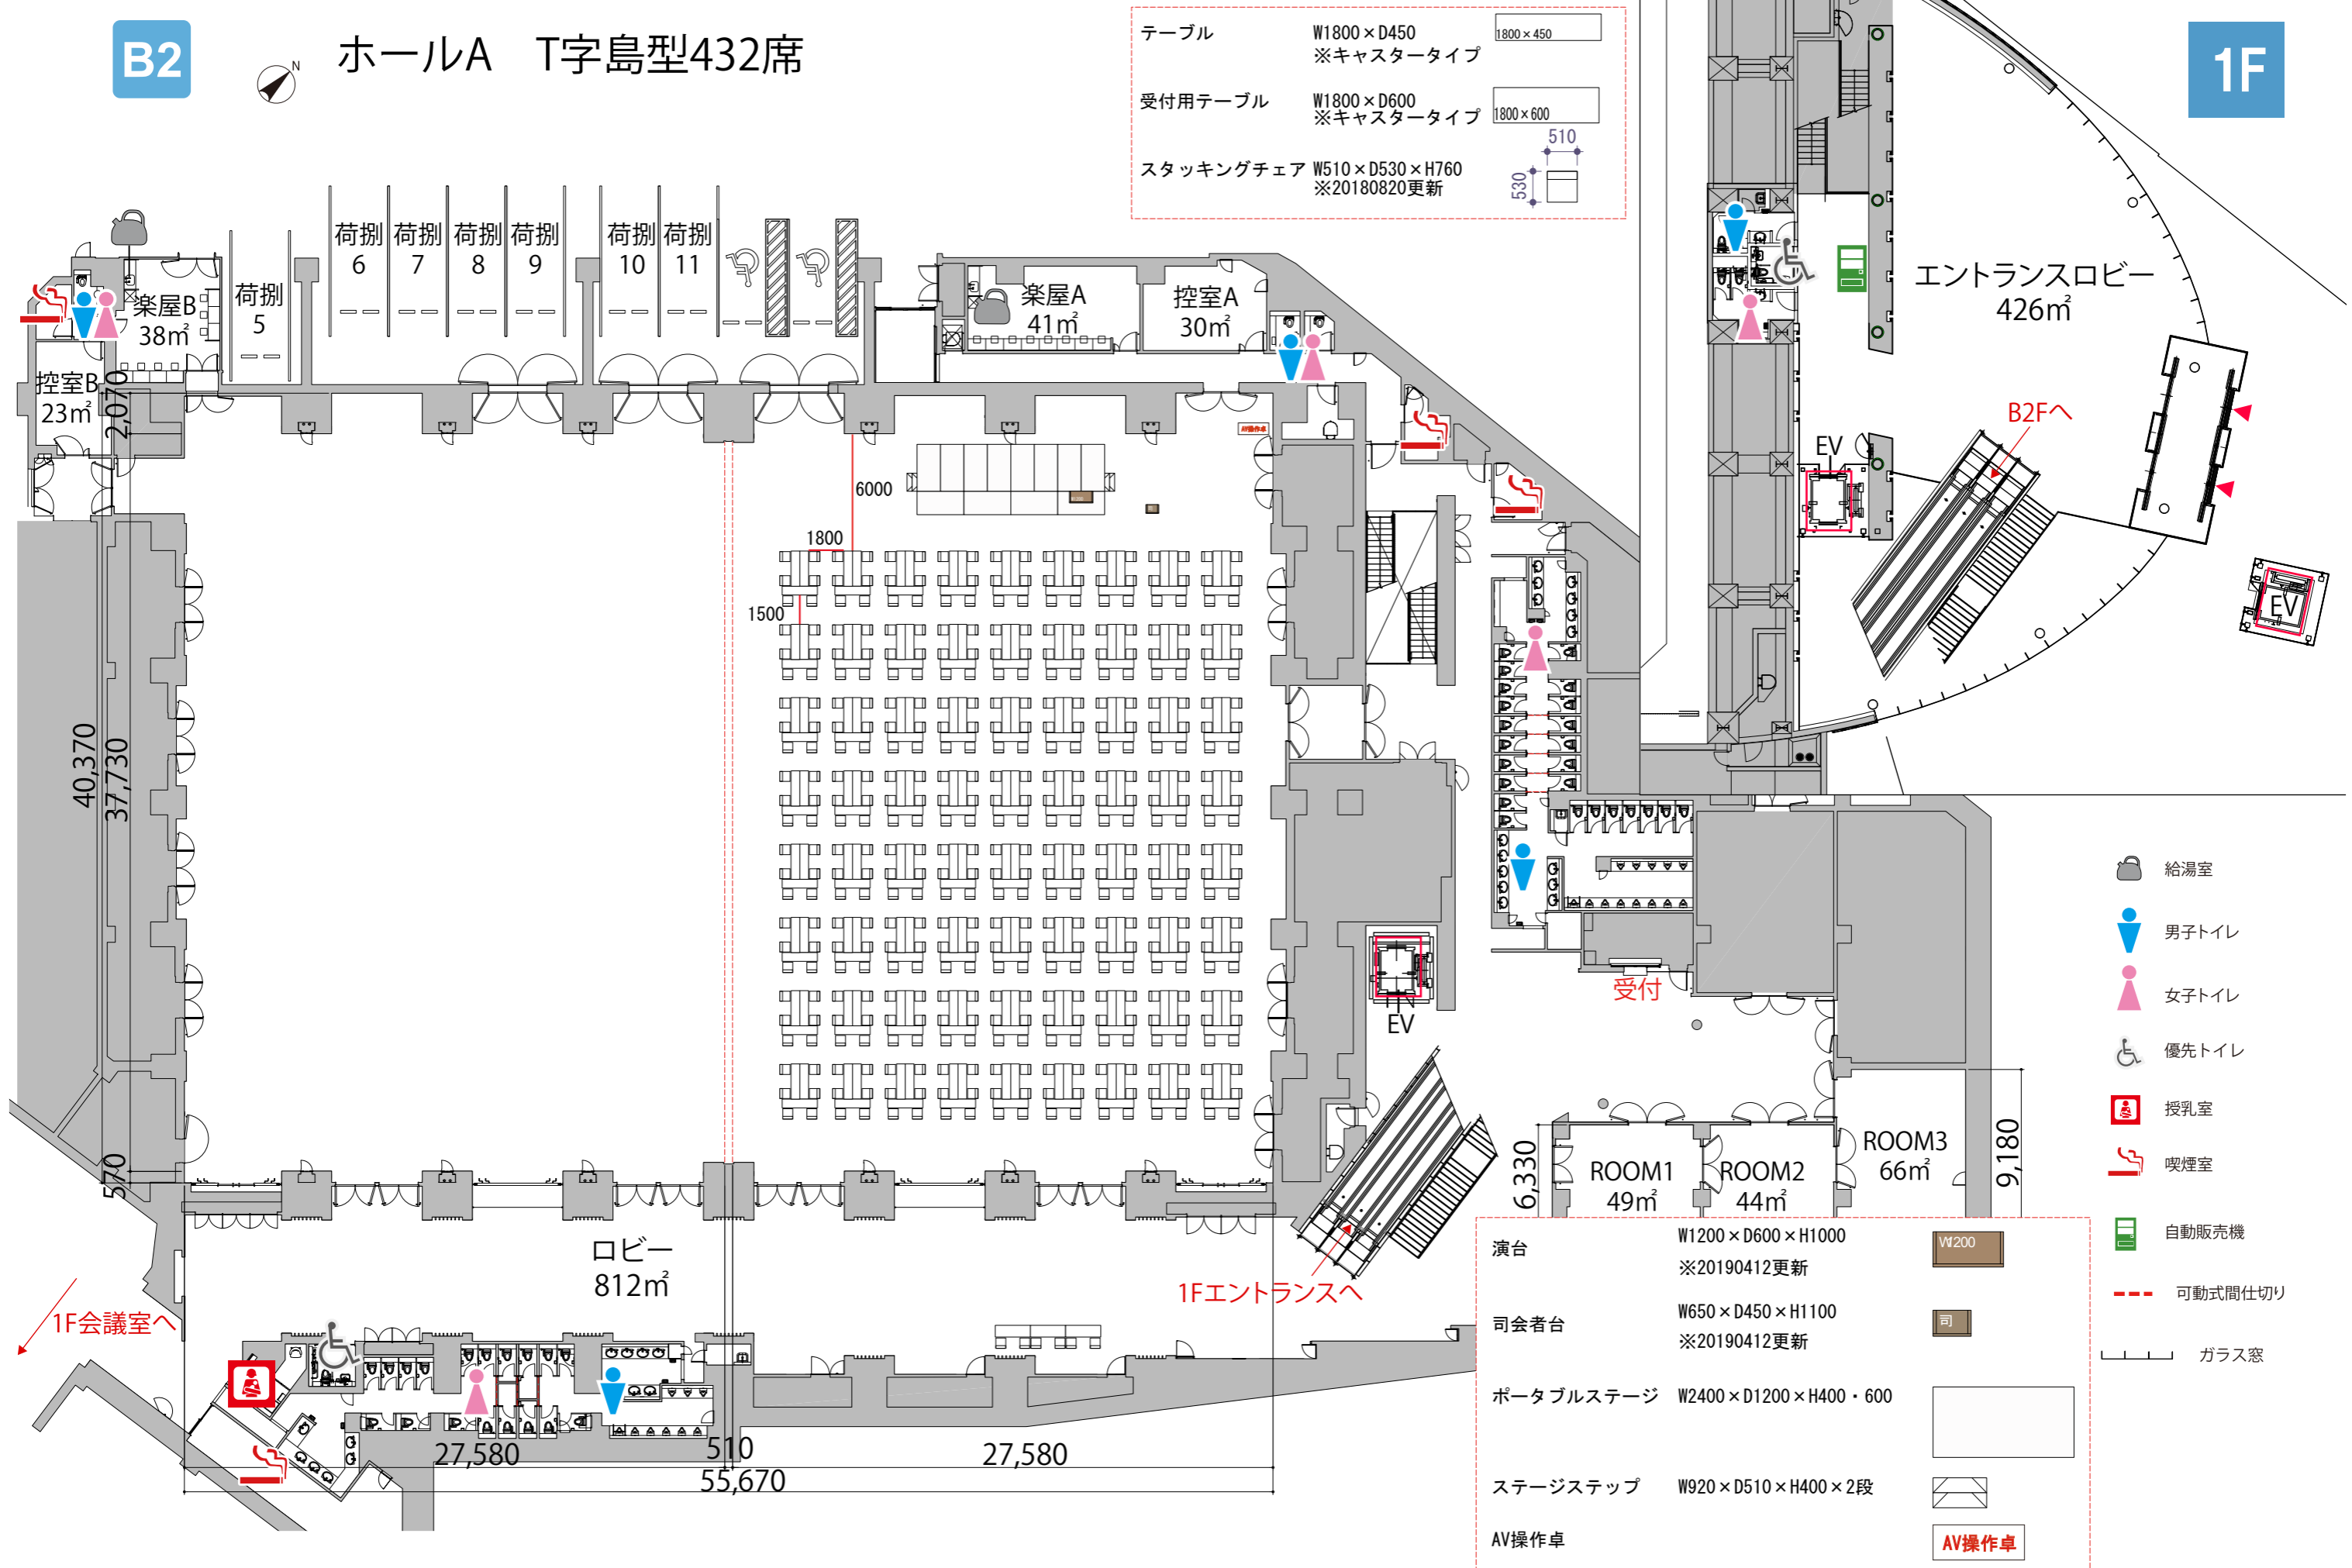 B2
N
ホールA　T字島型432席
テーブル
W1800×D450
※キャスタータイプ
1800×450
受付用テーブル
W1800×D600
※キャスタータイプ
1800×600
スタッキングチェア
W510×D530×H760
※20180820更新
510
530
1F
エントランスロビー
426㎡
B2Fへ
EV
EV
荷捌
5
荷捌
6
荷捌
7
荷捌
8
荷捌
9
荷捌
10
荷捌
11
楽屋B
38㎡
控室B
23㎡
楽屋A
41㎡
控室A
30㎡
AV操作卓
2,070
40,370
37,730
570
6000
1800
1500
EV
受付
ROOM1
49㎡
ROOM2
44㎡
ROOM3
66㎡
6,330
9,180
ロビー
812㎡
1Fエントランスへ
1F会議室へ
27,580
510
27,580
55,670
給湯室
男子トイレ
女子トイレ
優先トイレ
授乳室
喫煙室
自動販売機
可動式間仕切り
ガラス窓
演台
W1200×D600×H1000
※20190412更新
W1200
司会者台
W650×D450×H1100
※20190412更新
司
ポータブルステージ
W2400×D1200×H400・600
ステージステップ
W920×D510×H400×2段
AV操作卓
AV操作卓